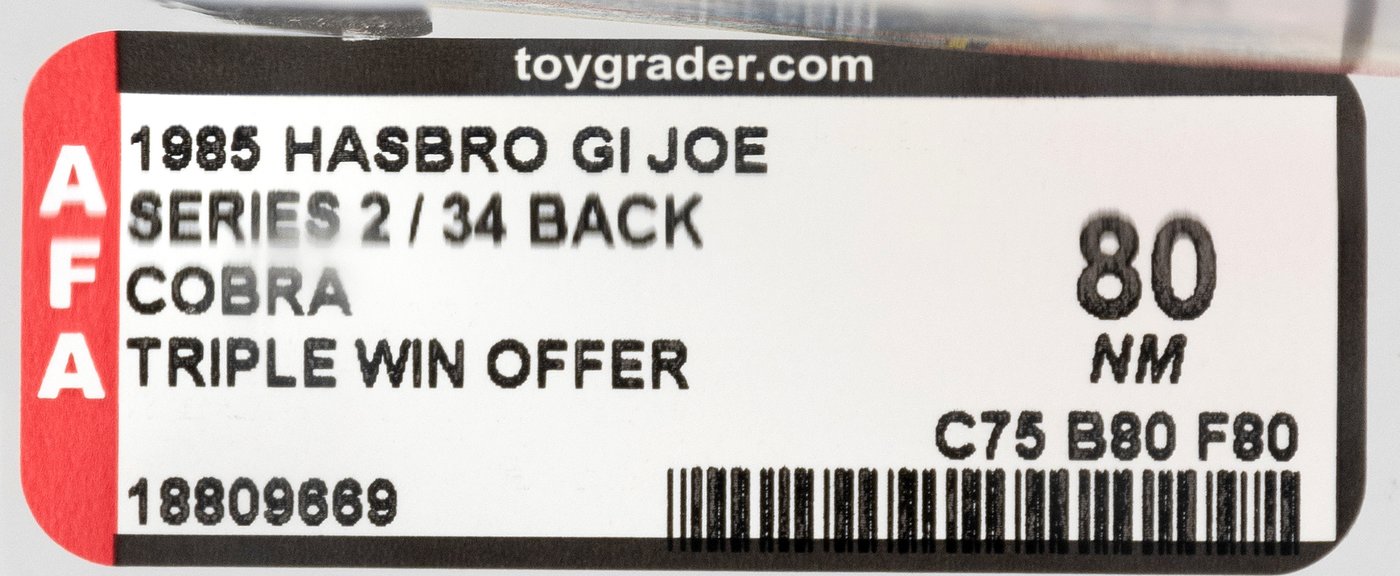 toygrader.com
AFA
1985 HASBRO GI JOE
SERIES 2 / 34 BACK
COBRA
TRIPLE WIN OFFER
80
NM
C75 B80 F80
18809669